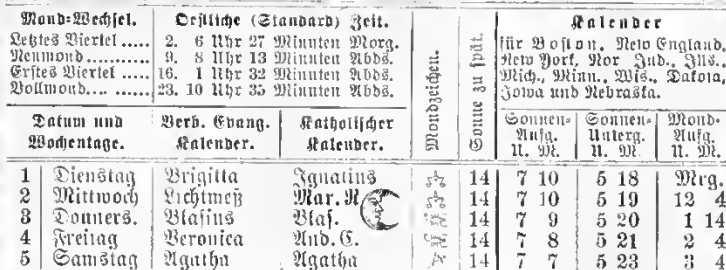 Mond-Wechsel.
Letztes Viertel ..... 2. 6 Uhr 27 Minuten Morg.
Neumond ..... 9. 8 Uhr 13 Minuten Abds.
Erstes Viertel ..... 16. 1 Uhr 32 Minuten Abds.
Vollmond..... 23. 10 Uhr 35 Minuten Abds.
Oestliche (Standard) Zeit.
Mondzeichen.
Sonne zu spät.
Kalender
für Boston, New England,
New York, Nor Ind., Ills.,
Mich., Minn., Wis., Dakota,
Iowa und Nebraska.
Datum und Wochentage.
Verb. Evang. Kalender.
Katholischer Kalender.
Sonnen-Aufg. U. M.
Sonnen-Unterg. U. M.
Mond-Aufg. U. M.
1 Dienstag Brigitta Ignatius 14 7 10 5 18 Mrg.
2 Mittwoch Lichtmeß Mar. R 14 7 10 5 19 12 4
3 Donners. Blasius Blas. 14 7 9 5 20 1 14
4 Freitag Veronica And. C. 14 7 8 5 21 2 4
5 Samstag Agatha Agatha 14 7 7 5 23 3 4